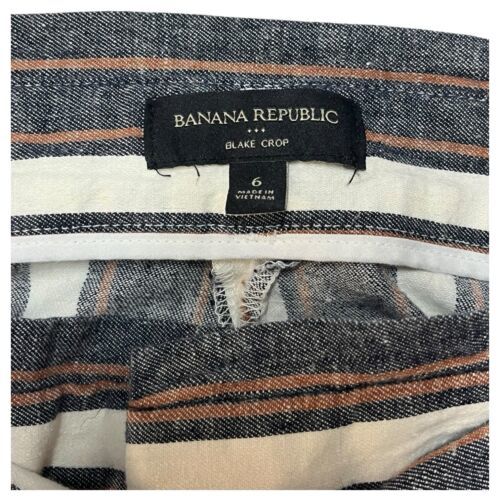 BANANA REPUBLIC
BLAKE CROP
6
MADE IN
VIETNAM